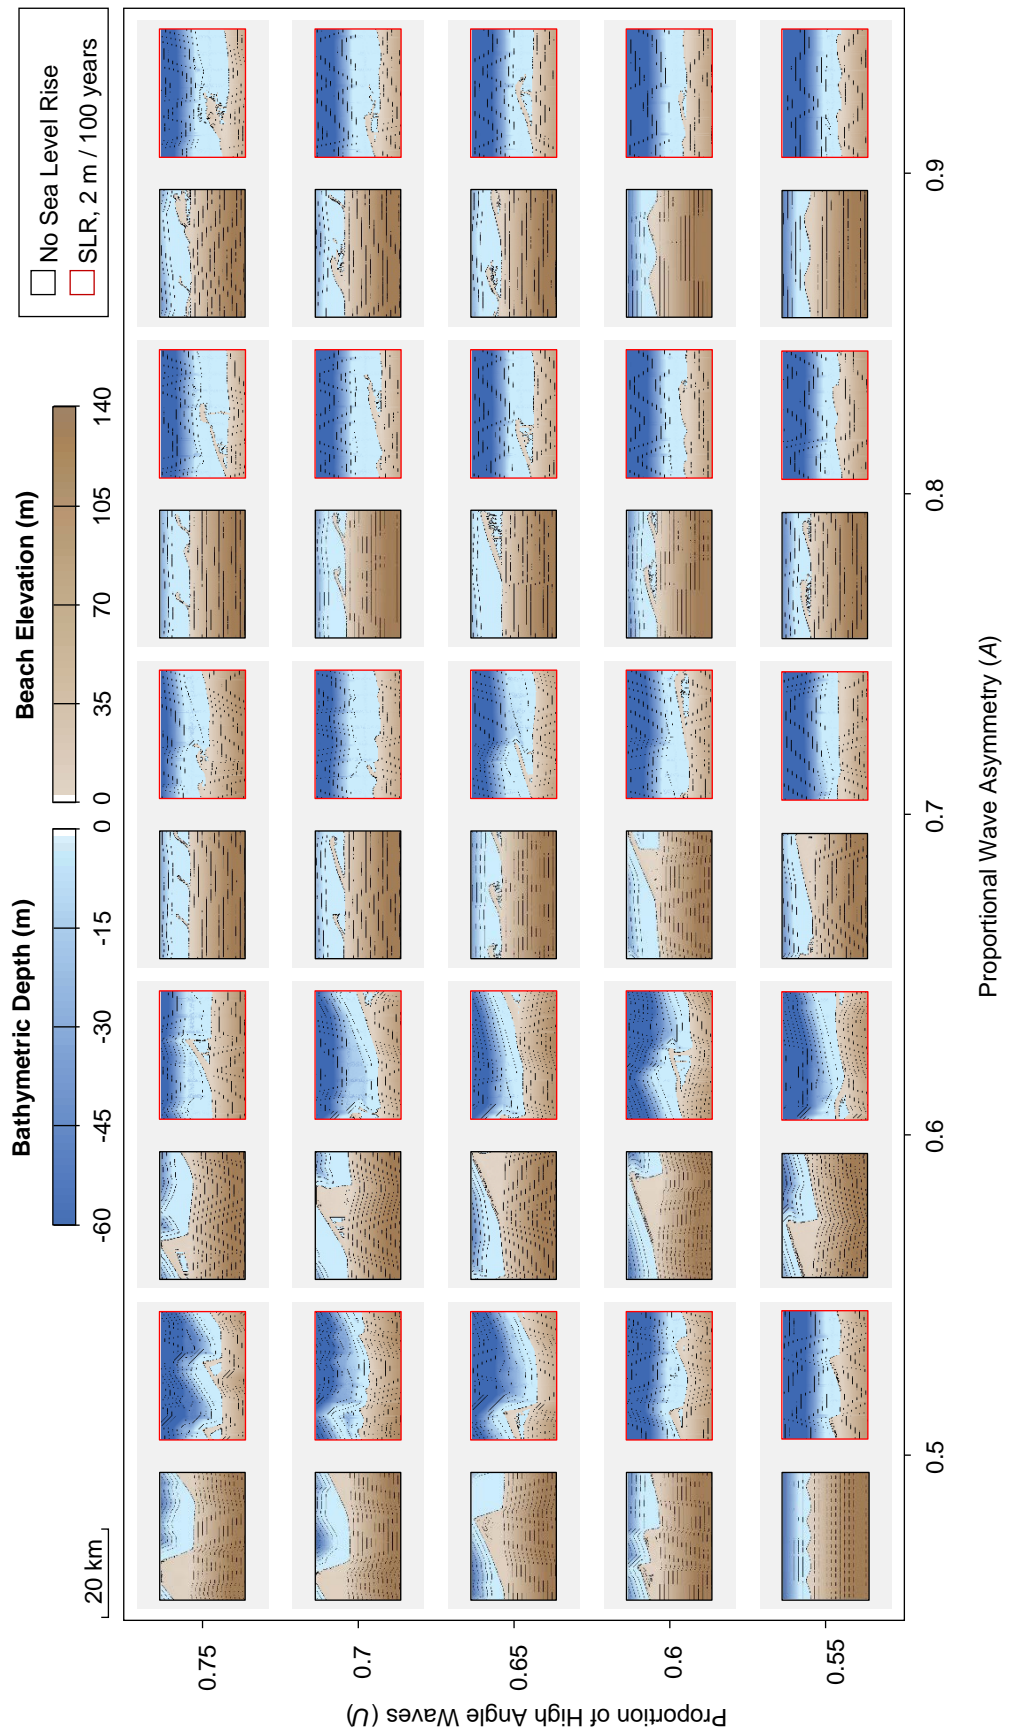 20 km
Bathymetric Depth (m)
-60 -45 -30 -15 0
Beach Elevation (m)
0 35 70 105 140
No Sea Level Rise
SLR, 2 m / 100 years
Proportion of High Angle Waves (U)
0.75
0.7
0.65
0.6
0.55
0.5 0.6 0.7 0.8 0.9
Proportional Wave Asymmetry (A)